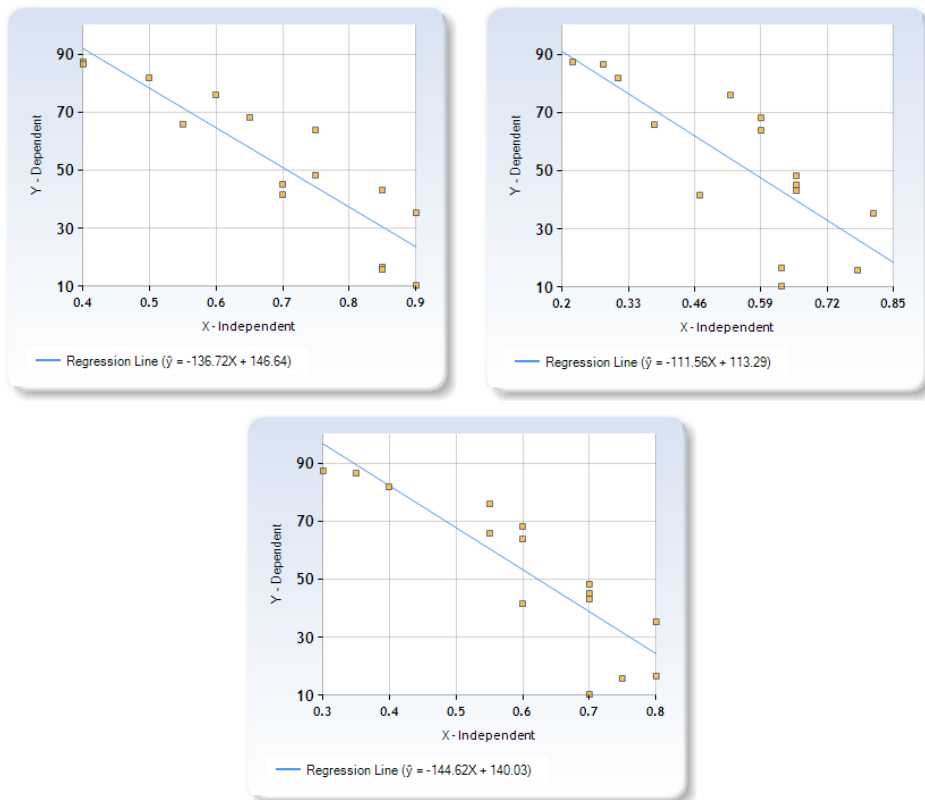 90
70
50
30
10
Y - Dependent
0.4 0.5 0.6 0.7 0.8 0.9
X - Independent
Regression Line (ŷ = -136.72X + 146.64)
90
70
50
30
10
Y - Dependent
0.2 0.33 0.46 0.59 0.72 0.85
X - Independent
Regression Line (ŷ = -111.56X + 113.29)
90
70
50
30
10
Y - Dependent
0.3 0.4 0.5 0.6 0.7 0.8
X - Independent
Regression Line (ŷ = -144.62X + 140.03)